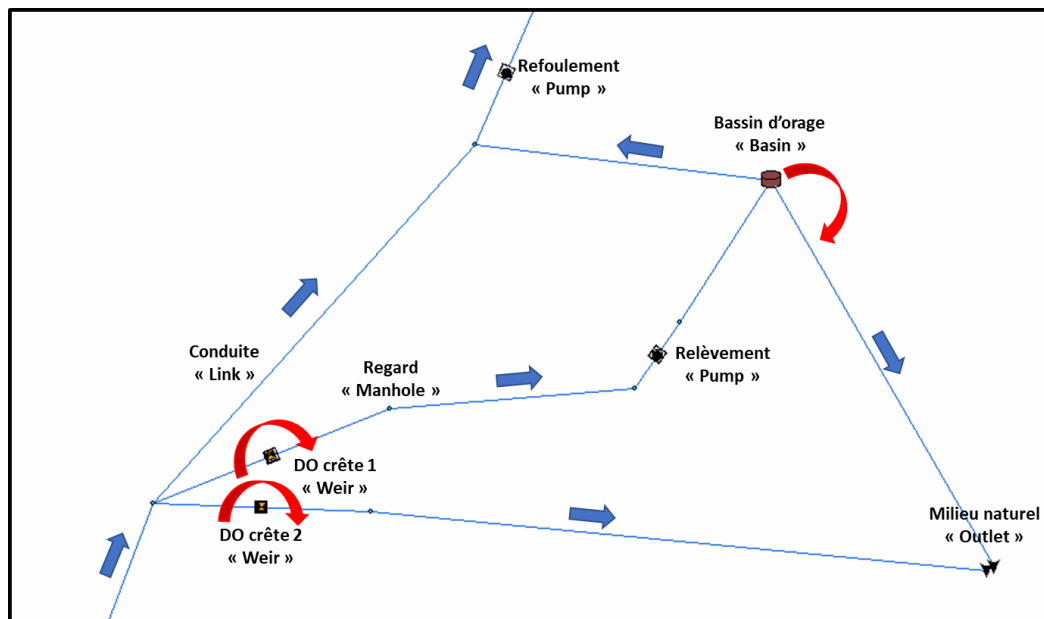 Refoulement
« Pump »
Bassin d’orage
« Basin »
Conduite
« Link »
Regard
« Manhole »
Relèvement
« Pump »
DO crête 1
« Weir »
DO crête 2
« Weir »
Milieu naturel
« Outlet »